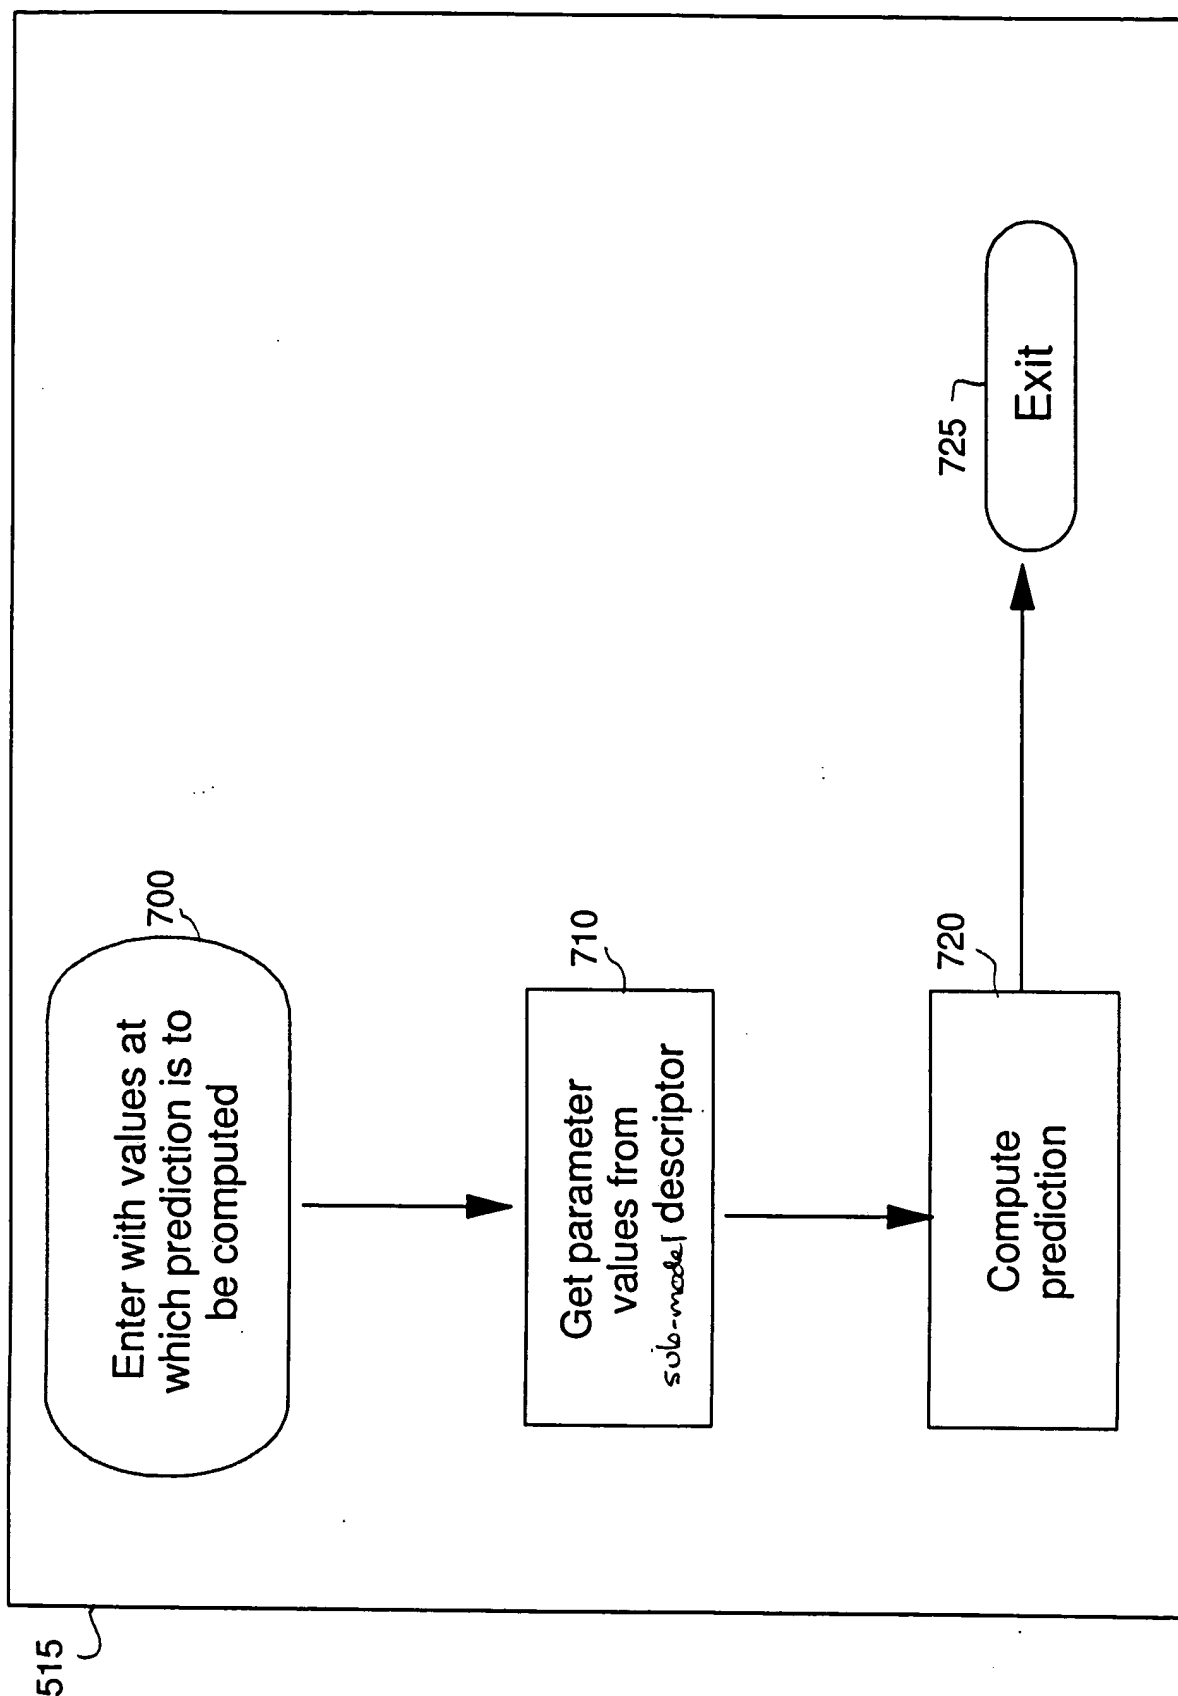 515
700
Enter with values at
which prediction is to
be computed
710
Get parameter
values from
sub-model descriptor
720
Compute
prediction
725
Exit